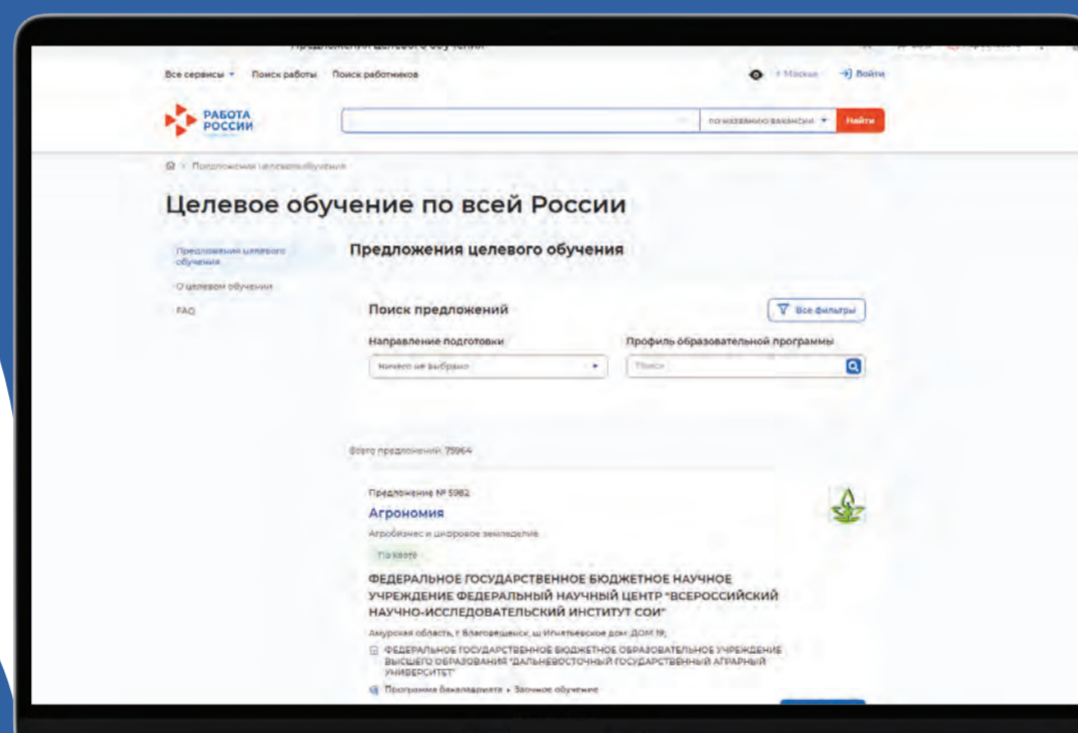 Предложения целевого обучения
Все сервисы Поиск работы Поиск работников г Москва Войти
РАБОТА РОССИИ
по названию вакансии Найти
Предложения целевого обучения
Целевое обучение по всей России
Предложения целевого обучения
О целевом обучении
FAQ
Предложения целевого обучения
Поиск предложений Все фильтры
Направление подготовки Профиль образовательной программы
Ничего не выбрано Поиск
Всего предложений: 75964
Предложение № 5982
Агрономия
Агробизнес и цифровое земледелие
По квоте
ФЕДЕРАЛЬНОЕ ГОСУДАРСТВЕННОЕ БЮДЖЕТНОЕ НАУЧНОЕ
УЧРЕЖДЕНИЕ ФЕДЕРАЛЬНЫЙ НАУЧНЫЙ ЦЕНТР "ВСЕРОССИЙСКИЙ
НАУЧНО-ИССЛЕДОВАТЕЛЬСКИЙ ИНСТИТУТ СОИ"
Амурская область, г Благовещенск, ш Игнатьевское дом: ДОМ 19,
ФЕДЕРАЛЬНОЕ ГОСУДАРСТВЕННОЕ БЮДЖЕТНОЕ ОБРАЗОВАТЕЛЬНОЕ УЧРЕЖДЕНИЕ
ВЫСШЕГО ОБРАЗОВАНИЯ "ДАЛЬНЕВОСТОЧНЫЙ ГОСУДАРСТВЕННЫЙ АГРАРНЫЙ
УНИВЕРСИТЕТ"
Программа бакалавриата • Заочное обучение